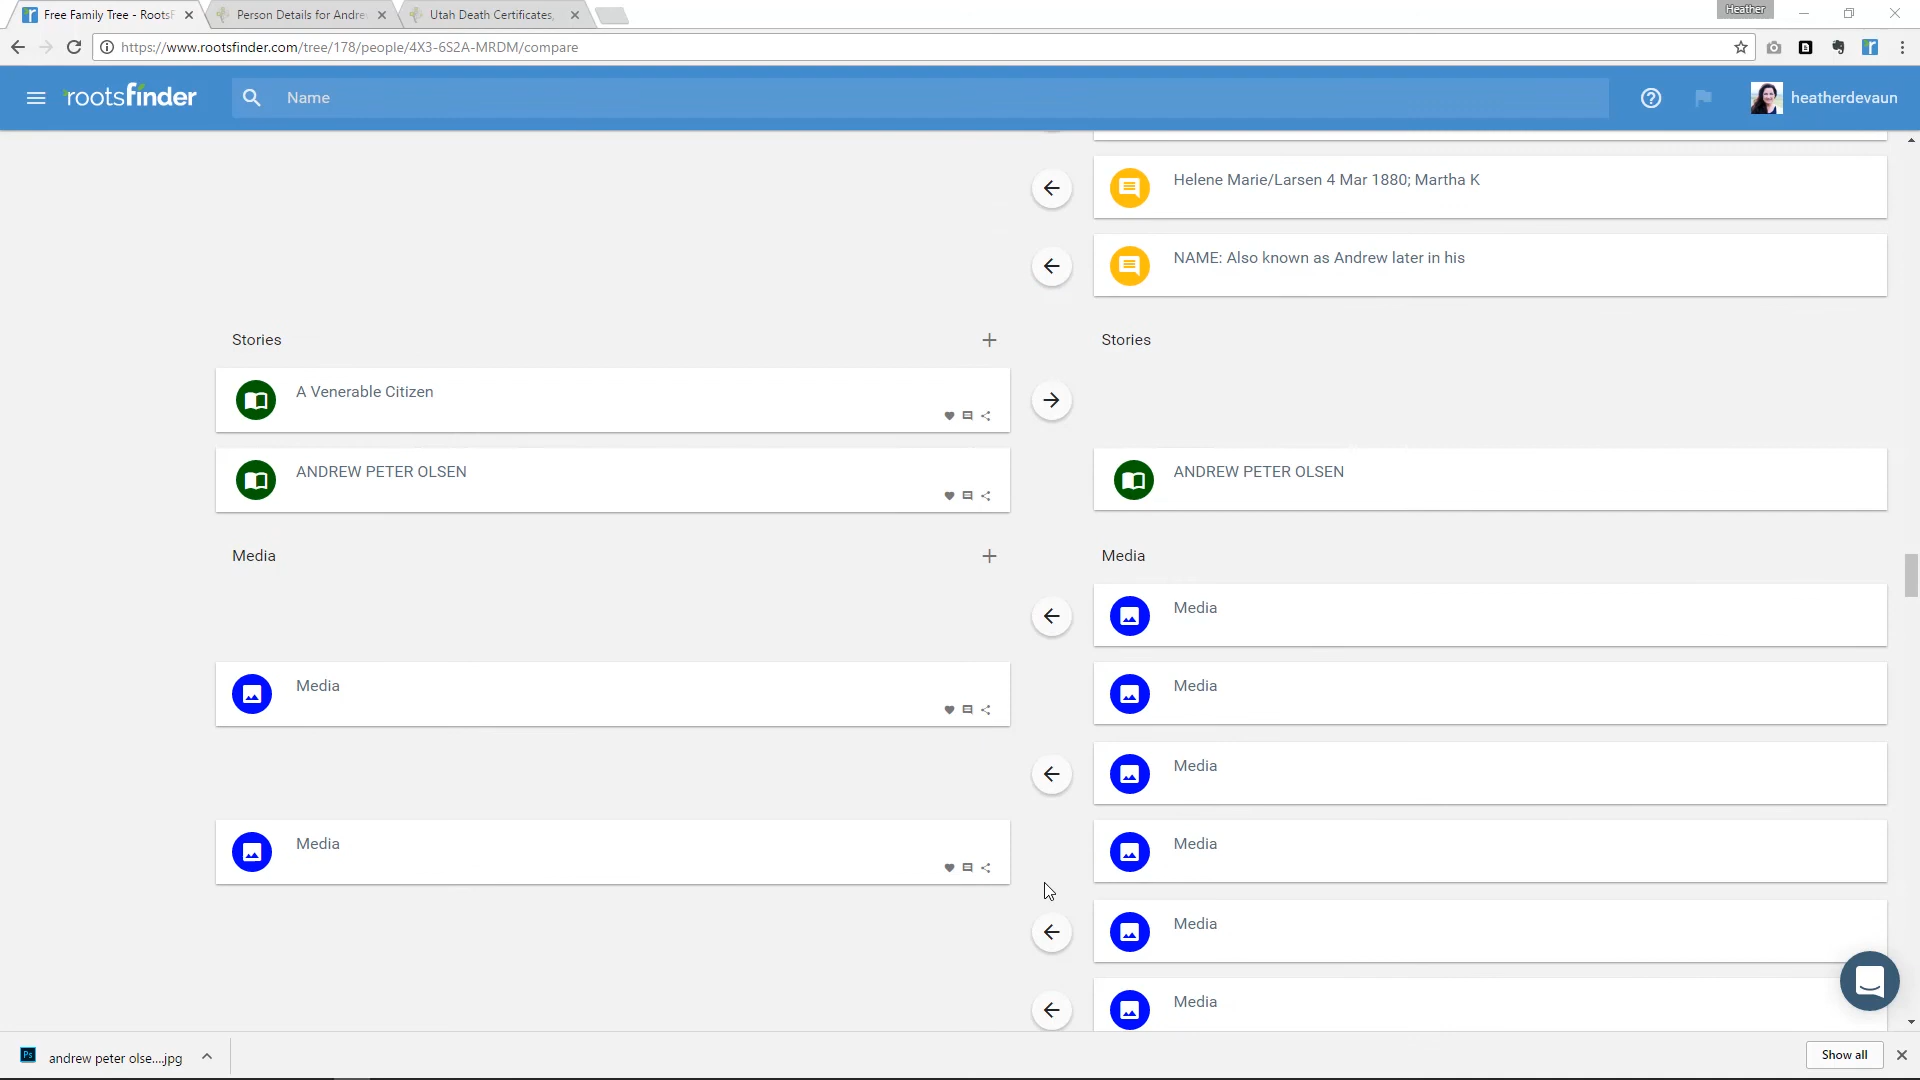 Free Family Tree - RootsF
Person Details for Andre
Utah Death Certificates,
Heather
https://www.rootsfinder.com/tree/178/people/4X3-6S2A-MRDM/compare
rootsfinder
Name
heatherdevaun
Helene Marie/Larsen 4 Mar 1880; Martha K
NAME: Also known as Andrew later in his
Stories
Stories
A Venerable Citizen
ANDREW PETER OLSEN
ANDREW PETER OLSEN
Media
Media
Media
Media
Media
Media
Media
Media
Media
Media
Ps
andrew peter olse....jpg
Show all